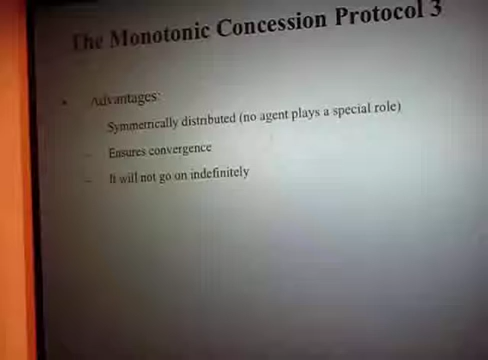 The Monotonic Concession Protocol 3
• Advantages:
– Symmetrically distributed (no agent plays a special role)
– Ensures convergence
– It will not go on indefinitely